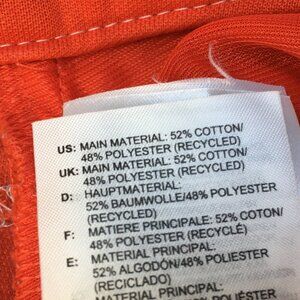 US: MAIN MATERIAL: 52% COTTON/
48% POLYESTER (RECYCLED)
UK: MAIN MATERIAL: 52% COTTON/
48% POLYESTER (RECYCLED)
D: HAUPTMATERIAL:
52% BAUMWOLLE/48% POLYESTER
(RECYCLED)
F: MATIERE PRINCIPALE: 52% COTON/
48% POLYESTER (RECYCLÉ)
E: MATERIAL PRINCIPAL:
52% ALGODÓN/48% POLIÉSTER
(RECICLADO)
MATERIAL PRINCIPAL: